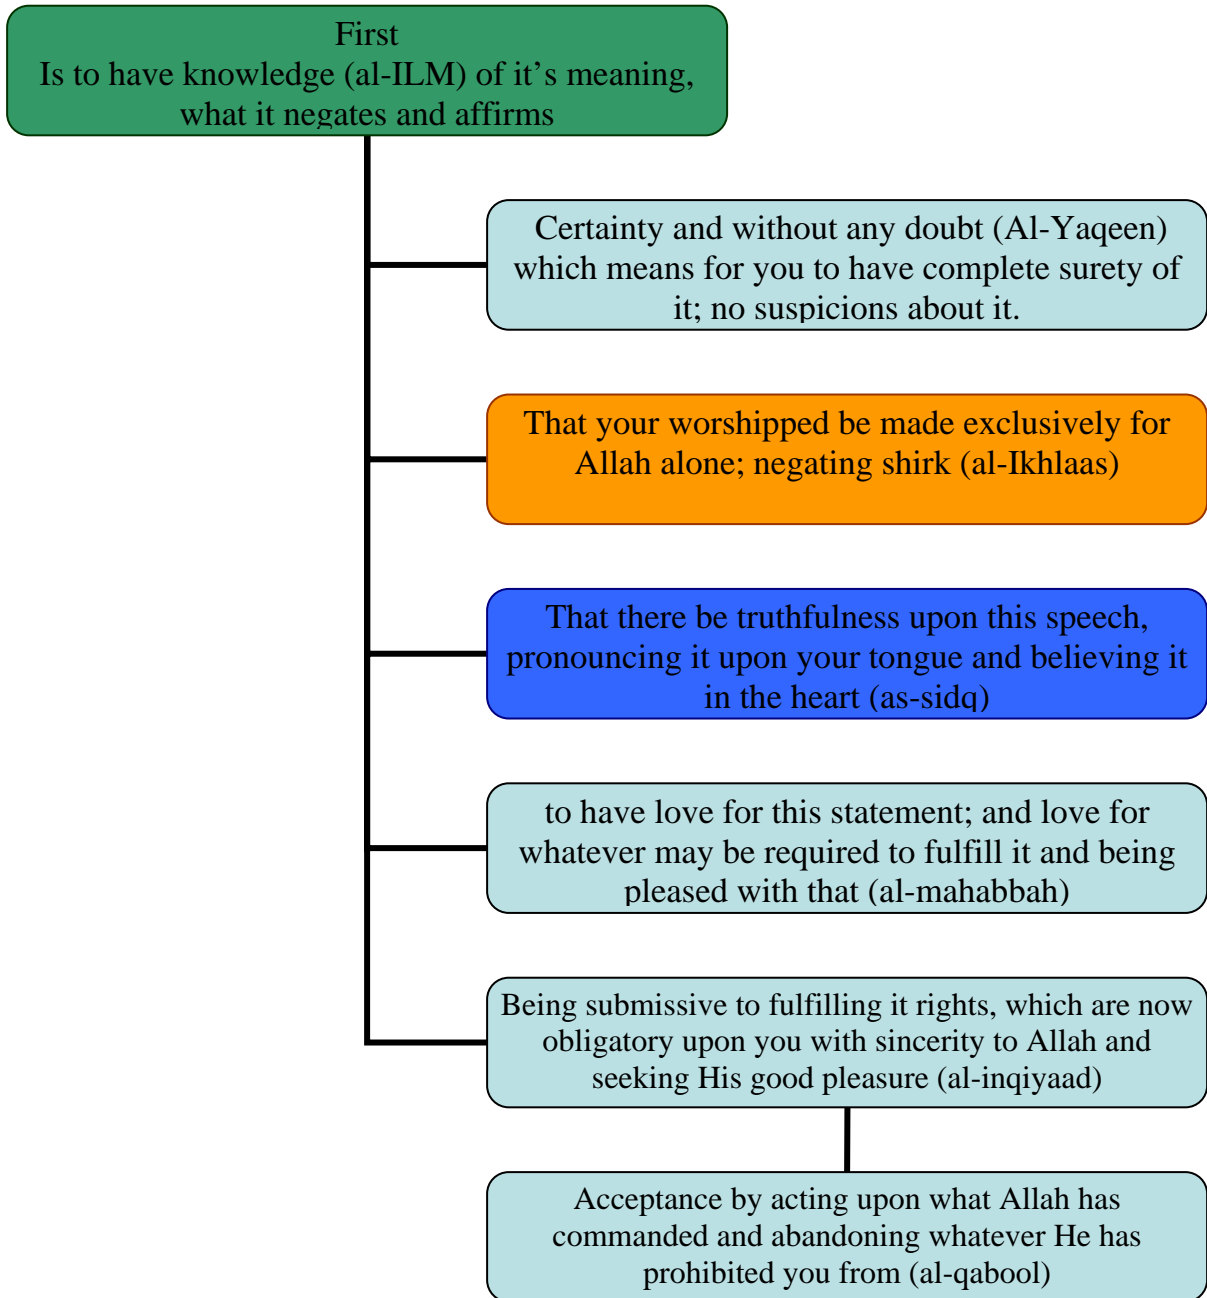 First
Is to have knowledge (al-ILM) of it’s meaning,
what it negates and affirms
Certainty and without any doubt (Al-Yaqeen)
which means for you to have complete surety of
it; no suspicions about it.
That your worshipped be made exclusively for
Allah alone; negating shirk (al-Ikhlaas)
That there be truthfulness upon this speech,
pronouncing it upon your tongue and believing it
in the heart (as-sidq)
to have love for this statement; and love for
whatever may be required to fulfill it and being
pleased with that (al-mahabbah)
Being submissive to fulfilling it rights, which are now
obligatory upon you with sincerity to Allah and
seeking His good pleasure (al-inqiyaad)
Acceptance by acting upon what Allah has
commanded and abandoning whatever He has
prohibited you from (al-qabool)